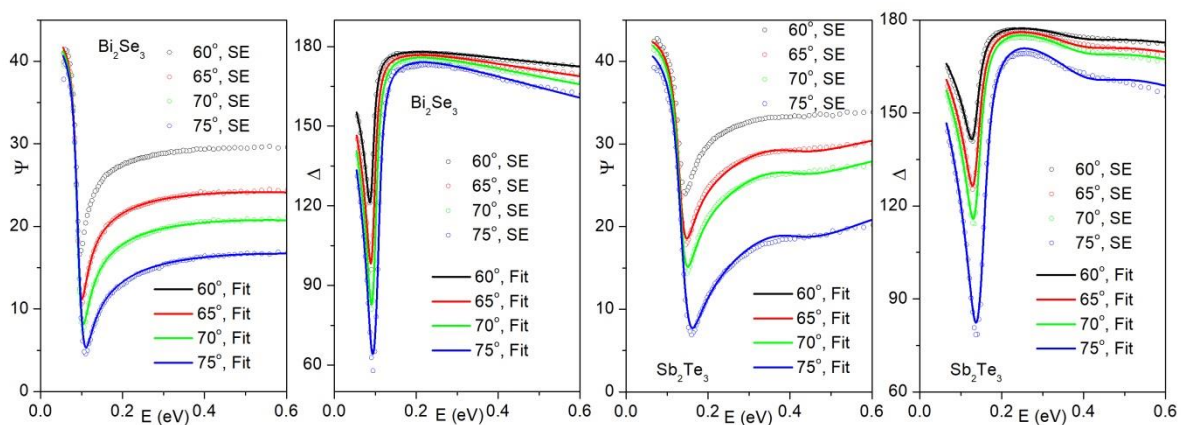 40
30
20
10
0
Ψ
Bi2Se3
60°, SE
65°, SE
70°, SE
75°, SE
60°, Fit
65°, Fit
70°, Fit
75°, Fit
0.0 0.2 0.4 0.6
E (eV)
180
150
120
90
60
Δ
Bi2Se3
60°, SE
65°, SE
70°, SE
75°, SE
60°, Fit
65°, Fit
70°, Fit
75°, Fit
0.0 0.2 0.4 0.6
E (eV)
40
30
20
10
0
Ψ
60°, SE
65°, SE
70°, SE
75°, SE
60°, Fit
65°, Fit
70°, Fit
75°, Fit
Sb2Te3
0.0 0.2 0.4 0.6
E (eV)
180
150
120
90
60
Δ
60°, SE
65°, SE
70°, SE
75°, SE
60°, Fit
65°, Fit
70°, Fit
75°, Fit
Sb2Te3
0.0 0.2 0.4 0.6
E (eV)